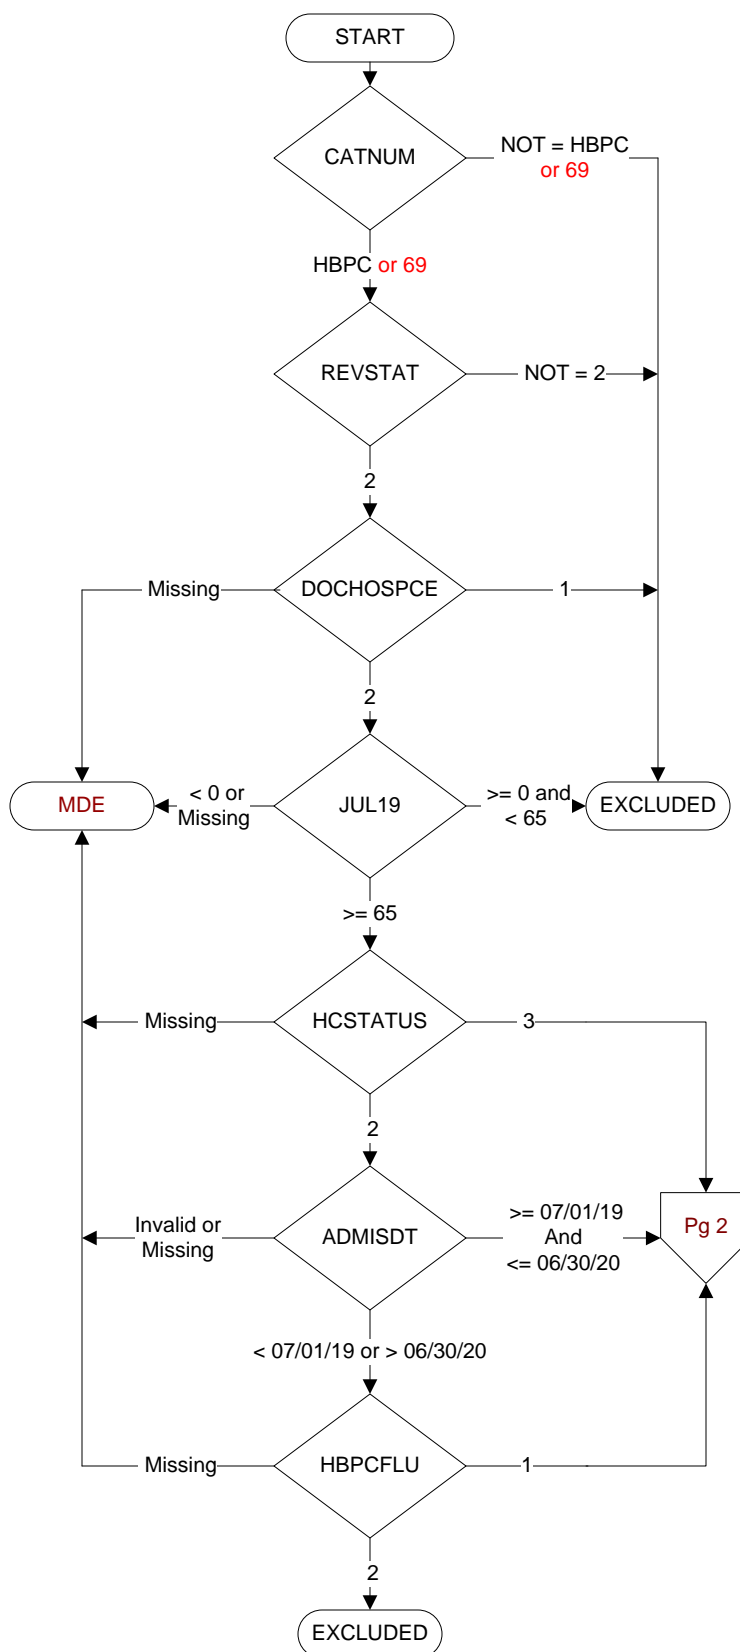 START
CATNUM
NOT = HBPC
or 69
HBPC or 69
REVSTAT
NOT = 2
2
Missing
DOCHOSPCE
1
2
MDE
< 0 or
Missing
JUL19
>= 0 and
< 65
EXCLUDED
>= 65
Missing
HCSTATUS
3
2
Invalid or
Missing
ADMISDT
>= 07/01/19
And
<= 06/30/20
Pg 2
< 07/01/19 or > 06/30/20
Missing
HBPCFLU
1
2
EXCLUDED